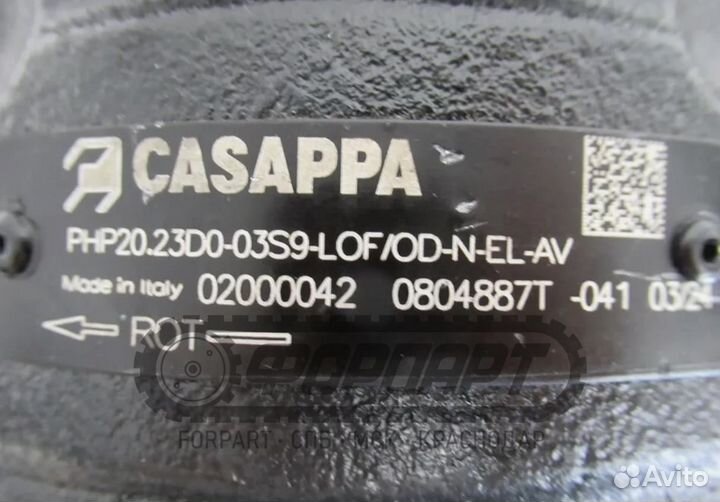 CASAPPA
PHP20.23D0-03S9-LOF/OD-N-EL-AV
Made in Italy 02000042 0804887T -041 03/24
ROT
ФОРПАРТ
FORPART · СПБ · МСК · КРАСНОДАР
Avito